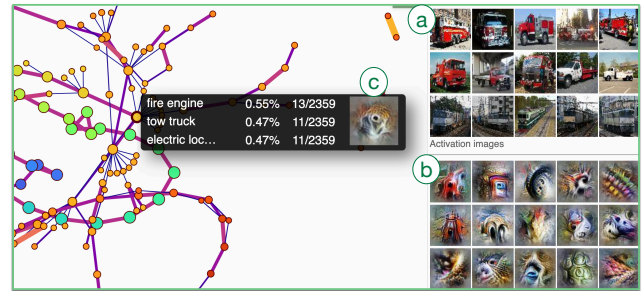 a
c
fire engine 0.55% 13/2359
tow truck 0.47% 11/2359
electric loc... 0.47% 11/2359
Activation images
b